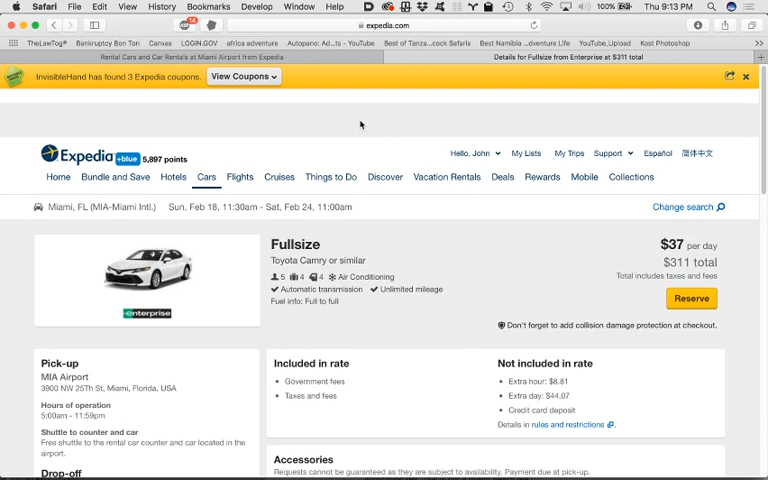 Safari File Edit View History Bookmarks Develop Window Help 100% Thu 9:13 PM
14
expedia.com
TheLawTog® Bankruptcy Bon Ton Canvas LOGIN.GOV africa adventure Autopano: Ad...ts - YouTube Best of Tanza...cock Safaris Best Namibia ...dventure Life YouTube_Upload Kost Photoshop
Rental Cars and Car Rentals at Miami Airport from Expedia
Details for Fullsize from Enterprise at $311 total
InvisibleHand has found 3 Expedia coupons. View Coupons
Expedia +blue 5,897 points
Hello, John My Lists My Trips Support Español 简体中文
Home Bundle and Save Hotels Cars Flights Cruises Things to Do Discover Vacation Rentals Deals Rewards Mobile Collections
Miami, FL (MIA-Miami Intl.) Sun, Feb 18, 11:30am - Sat, Feb 24, 11:00am Change search
enterprise
Fullsize
Toyota Camry or similar
5 4 4 Air Conditioning
Automatic transmission Unlimited mileage
Fuel info: Full to full
$37 per day
$311 total
Total includes taxes and fees
Reserve
Don't forget to add collision damage protection at checkout.
Pick-up
MIA Airport
3900 NW 25Th St, Miami, Florida, USA
Hours of operation
5:00am - 11:59pm
Shuttle to counter and car
Free shuttle to the rental car counter and car located in the
airport.
Drop-off
Included in rate
• Government fees
• Taxes and fees
Not included in rate
• Extra hour: $8.81
• Extra day: $44.07
• Credit card deposit
Details in rules and restrictions .
Accessories
Requests cannot be guaranteed as they are subject to availability. Payment due at pick-up.